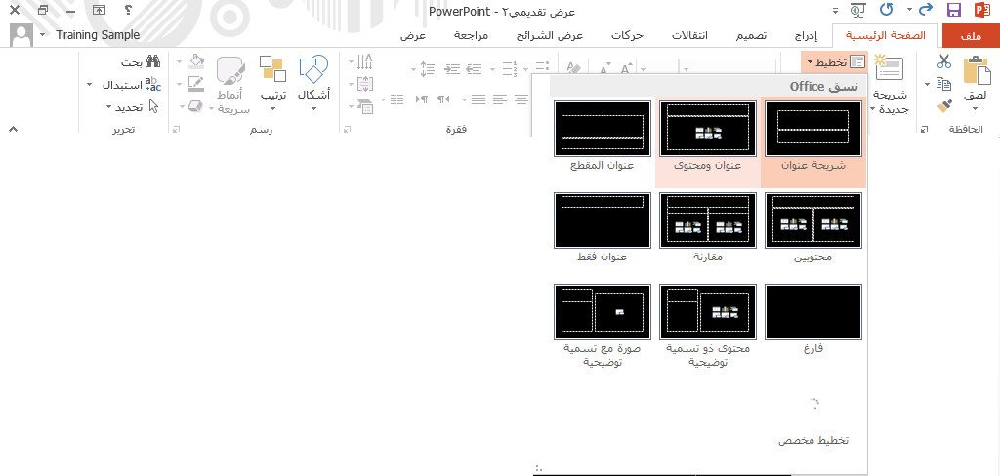 عرض تقديمي٢ - PowerPoint
Training Sample
ملف
الصفحة الرئيسية
إدراج
تصميم
انتقالات
حركات
عرض الشرائح
مراجعة
عرض
لصق
الحافظة
شريحة جديدة
تخطيط
فقرة
أشكال
ترتيب
أنماط سريعة
رسم
بحث
استبدال
تحديد
تحرير
نسق Office
شريحة عنوان
عنوان ومحتوى
عنوان المقطع
محتويين
مقارنة
عنوان فقط
فارغ
محتوى ذو تسمية توضيحية
صورة مع تسمية توضيحية
تخطيط مخصص